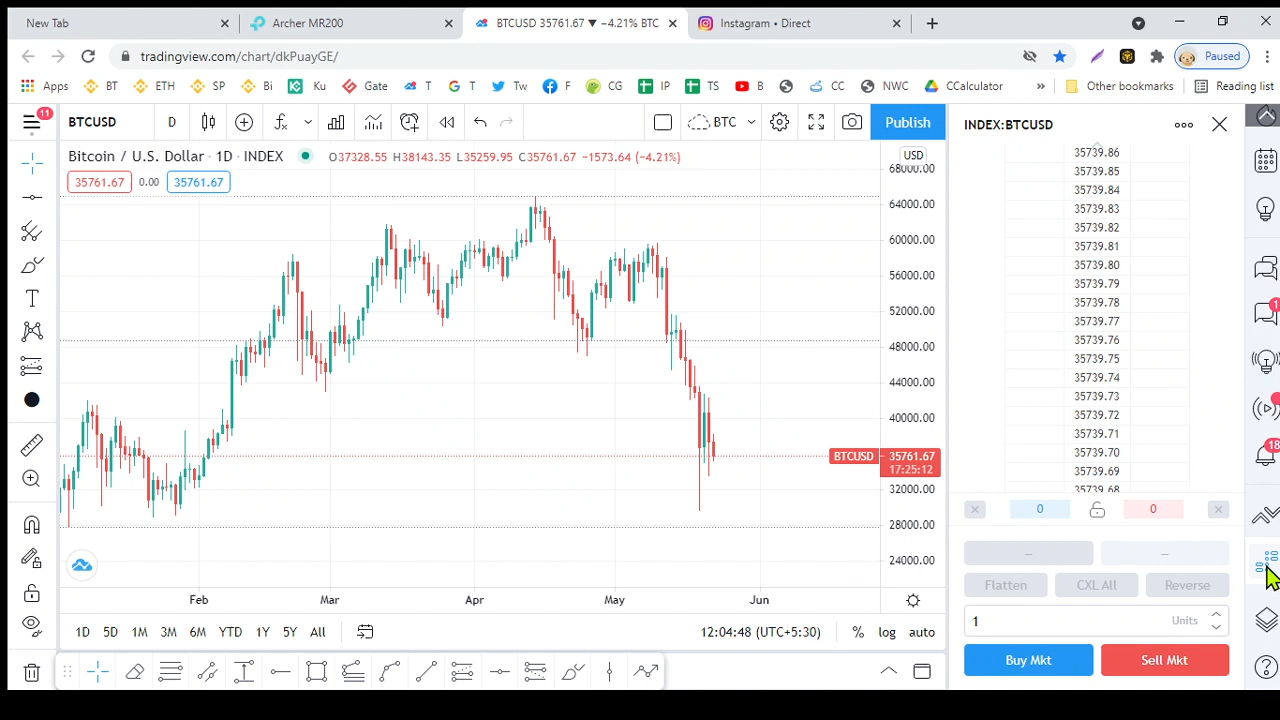 New Tab
Archer MR200
BTCUSD 35761.67 ▼ −4.21% BTC
Instagram • Direct
tradingview.com/chart/dkPuayGE/
Paused
Apps BT ETH SP Bi Ku Gate T T Tw F CG IP TS B CC NWC CCalculator » Other bookmarks Reading list
11
BTCUSD D BTC Publish
INDEX:BTCUSD
Bitcoin / U.S. Dollar · 1D · INDEX O37328.55 H38143.35 L35259.95 C35761.67 −1573.64 (−4.21%)
USD
35761.67 0.00 35761.67
68000.00
64000.00
60000.00
56000.00
52000.00
48000.00
44000.00
40000.00
BTCUSD 35761.67
17:25:12
32000.00
28000.00
24000.00
Feb Mar Apr May Jun
1D 5D 1M 3M 6M YTD 1Y 5Y All
12:04:48 (UTC+5:30) % log auto
35739.86
35739.85
35739.84
35739.83
35739.82
35739.81
35739.80
35739.79
35739.78
35739.77
35739.76
35739.75
35739.74
35739.73
35739.72
35739.71
35739.70
35739.69
35739.68
0 0
Flatten CXL All Reverse
1 Units
Buy Mkt Sell Mkt
1
18